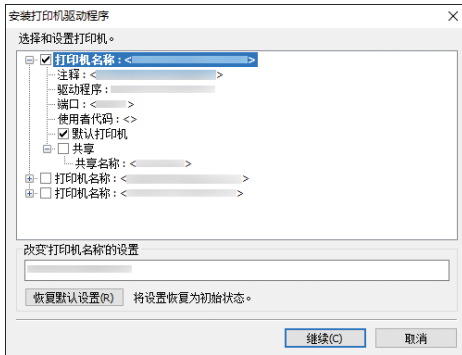 安装打印机驱动程序
选择和设置打印机。
打印机名称：< >
注释：< >
驱动程序：
端口：< >
使用者代码：<>
默认打印机
共享
共享名称：< >
打印机名称：< >
打印机名称：< >
改变'打印机名称'的设置
恢复默认设置(R) 将设置恢复为初始状态。
继续(C) 取消